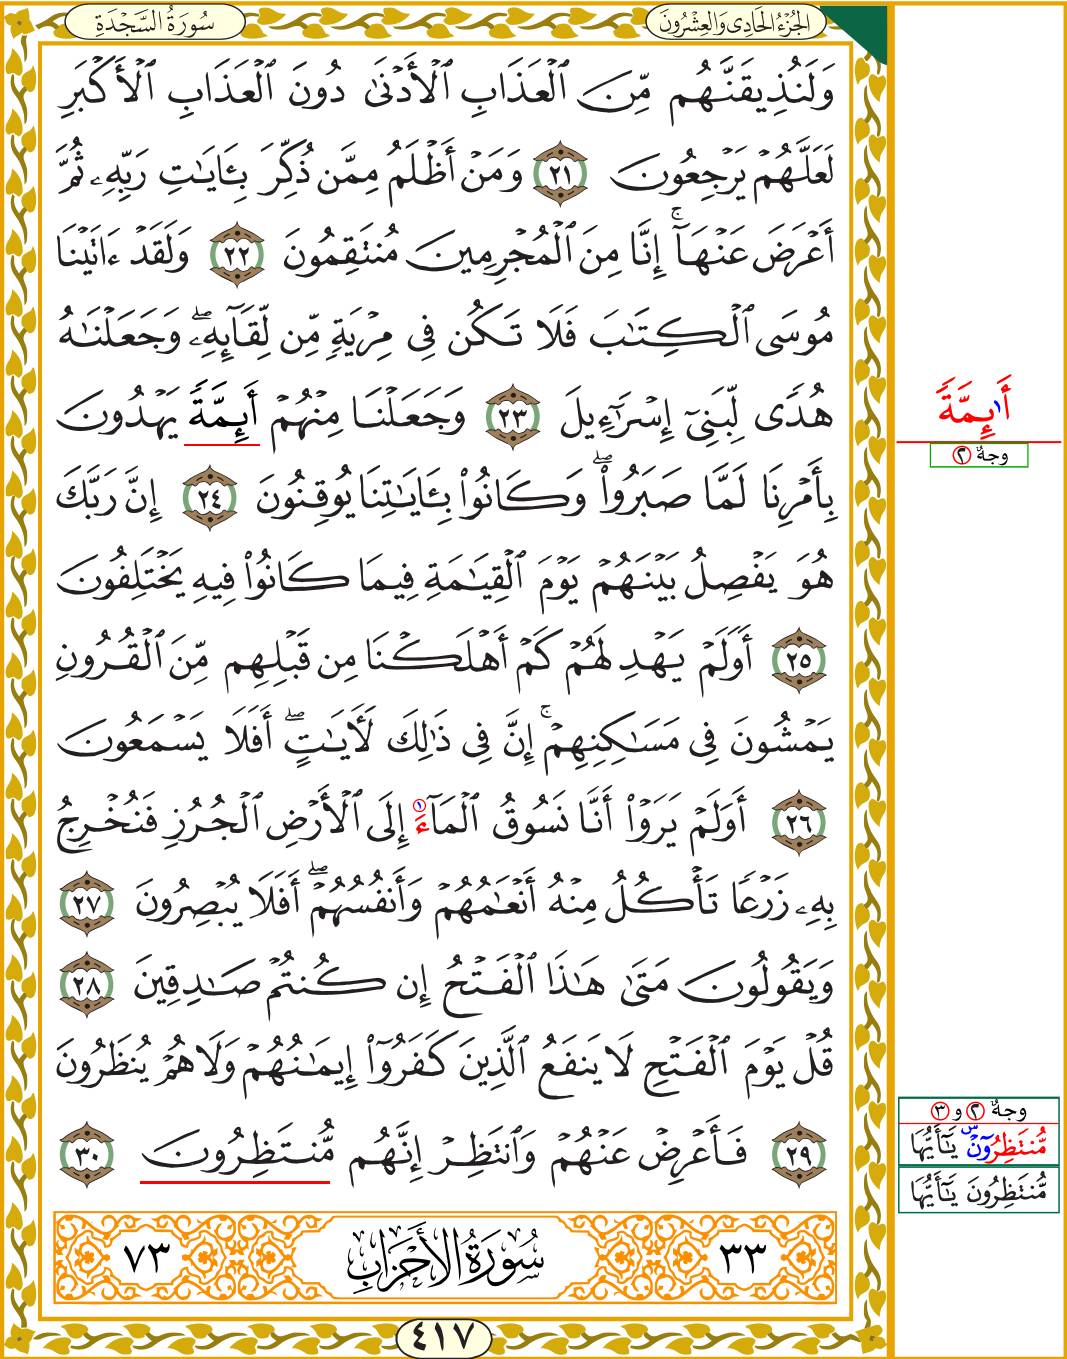 سُورَةُ السَّجْدَةِ
الجُزْءُ الحَادِى وَالعِشْرُونَ
وَلَنُذِيقَنَّهُم مِّنَ ٱلْعَذَابِ ٱلْأَدْنَىٰ دُونَ ٱلْعَذَابِ ٱلْأَكْبَرِ
لَعَلَّهُمْ يَرْجِعُونَ ٢١ وَمَنْ أَظْلَمُ مِمَّن ذُكِّرَ بِـَٔايَـٰتِ رَبِّهِۦ ثُمَّ
أَعْرَضَ عَنْهَآ ۚ إِنَّا مِنَ ٱلْمُجْرِمِينَ مُنتَقِمُونَ ٢٢ وَلَقَدْ ءَاتَيْنَا
مُوسَى ٱلْكِتَـٰبَ فَلَا تَكُن فِى مِرْيَةٍ مِّن لِّقَآئِهِۦ ۖ وَجَعَلْنَـٰهُ
هُدًى لِّبَنِىٓ إِسْرَٰٓءِيلَ ٢٣ وَجَعَلْنَا مِنْهُمْ أَئِمَّةً يَهْدُونَ
بِأَمْرِنَا لَمَّا صَبَرُوا۟ ۖ وَكَانُوا۟ بِـَٔايَـٰتِنَا يُوقِنُونَ ٢٤ إِنَّ رَبَّكَ
هُوَ يَفْصِلُ بَيْنَهُمْ يَوْمَ ٱلْقِيَـٰمَةِ فِيمَا كَانُوا۟ فِيهِ يَخْتَلِفُونَ
٢٥ أَوَلَمْ يَهْدِ لَهُمْ كَمْ أَهْلَكْنَا مِن قَبْلِهِم مِّنَ ٱلْقُرُونِ
يَمْشُونَ فِى مَسَـٰكِنِهِمْ ۚ إِنَّ فِى ذَٰلِكَ لَـَٔايَـٰتٍ ۖ أَفَلَا يَسْمَعُونَ
٢٦ أَوَلَمْ يَرَوْا۟ أَنَّا نَسُوقُ ٱلْمَآءَ ١ إِلَى ٱلْأَرْضِ ٱلْجُرُزِ فَنُخْرِجُ
بِهِۦ زَرْعًا تَأْكُلُ مِنْهُ أَنْعَـٰمُهُمْ وَأَنفُسُهُمْ ۖ أَفَلَا يُبْصِرُونَ ٢٧
وَيَقُولُونَ مَتَىٰ هَـٰذَا ٱلْفَتْحُ إِن كُنتُمْ صَـٰدِقِينَ ٢٨
قُلْ يَوْمَ ٱلْفَتْحِ لَا يَنفَعُ ٱلَّذِينَ كَفَرُوٓا۟ إِيمَـٰنُهُمْ وَلَا هُمْ يُنظَرُونَ
٢٩ فَأَعْرِضْ عَنْهُمْ وَٱنتَظِرْ إِنَّهُم مُّنتَظِرُونَ ٣٠
٣٣ سُورَةُ الأَحْزَابِ ٧٣
٤١٧
أَ۬ىِٕمَّةً
وجهٌ ٢
وجهٌ ٢ و ٣
مُّنتَظِرُونٓ ۜ يَـٰٓأَيُّهَا
مُّنتَظِرُونَ يَـٰٓأَيُّهَا